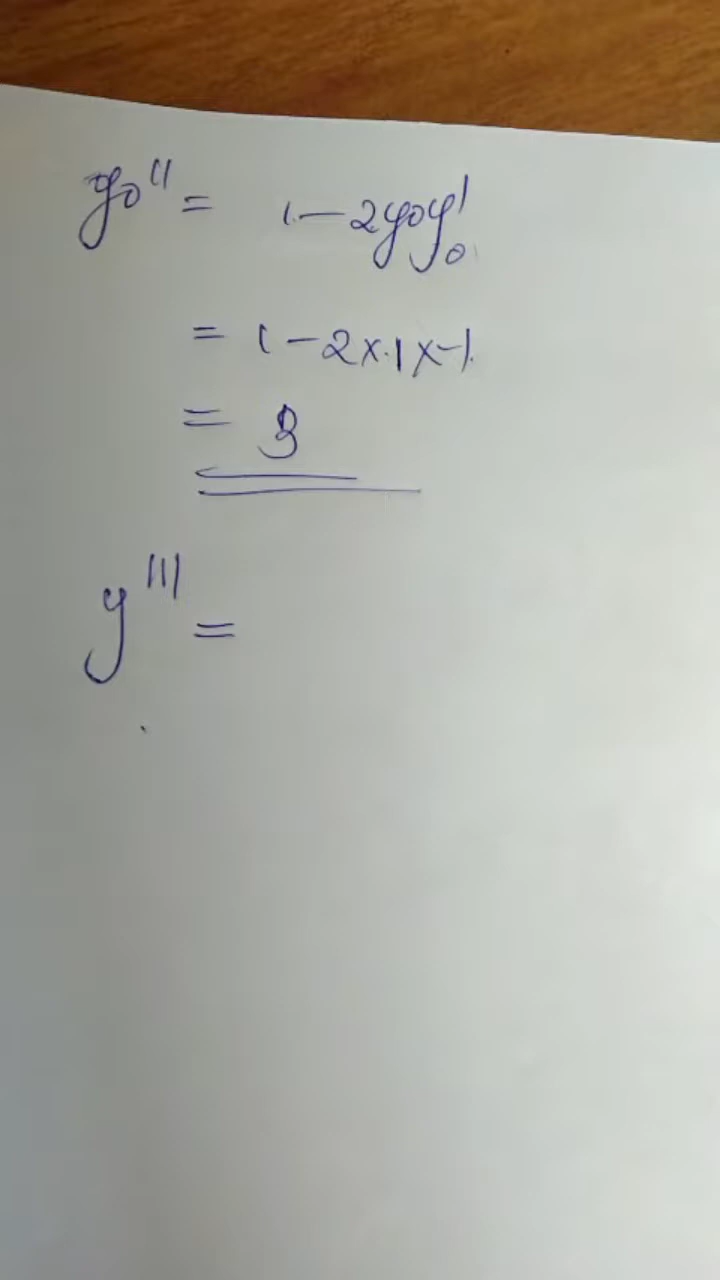 y₀'' = 1 - 2y₀y'₀
= 1 - 2 x 1 x -1
= 3
y''' =